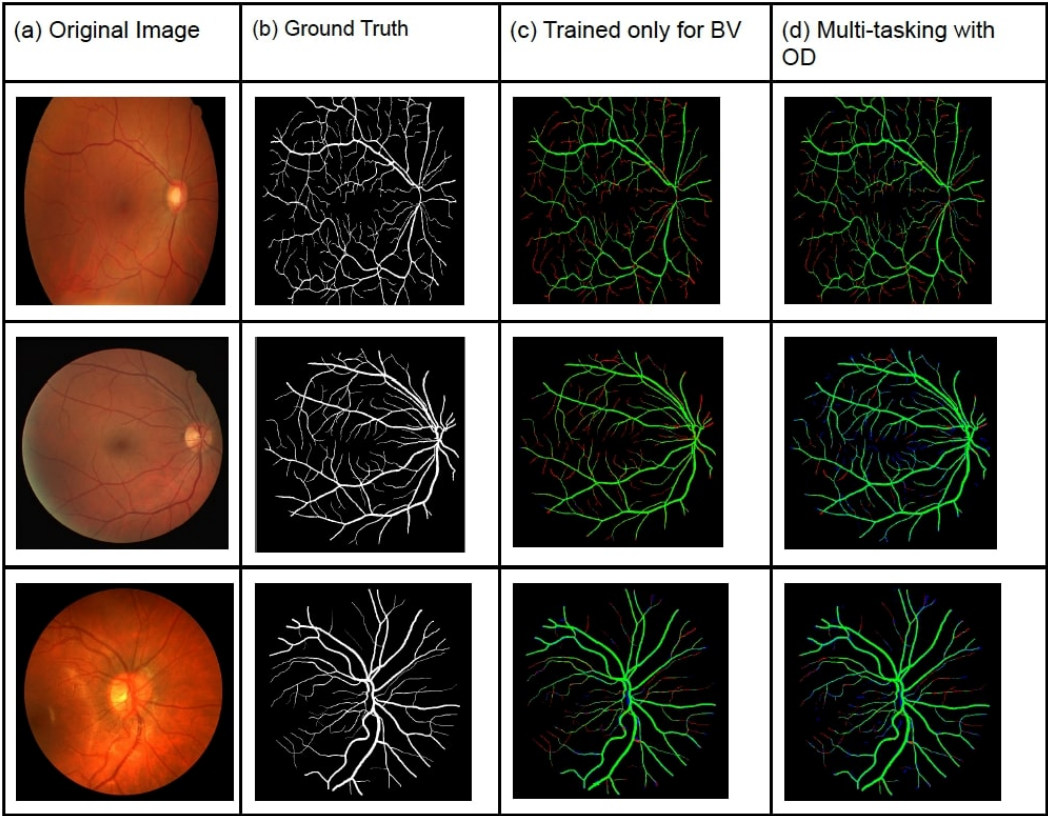 (a) Original Image
(b) Ground Truth
(c) Trained only for BV
(d) Multi-tasking with
OD